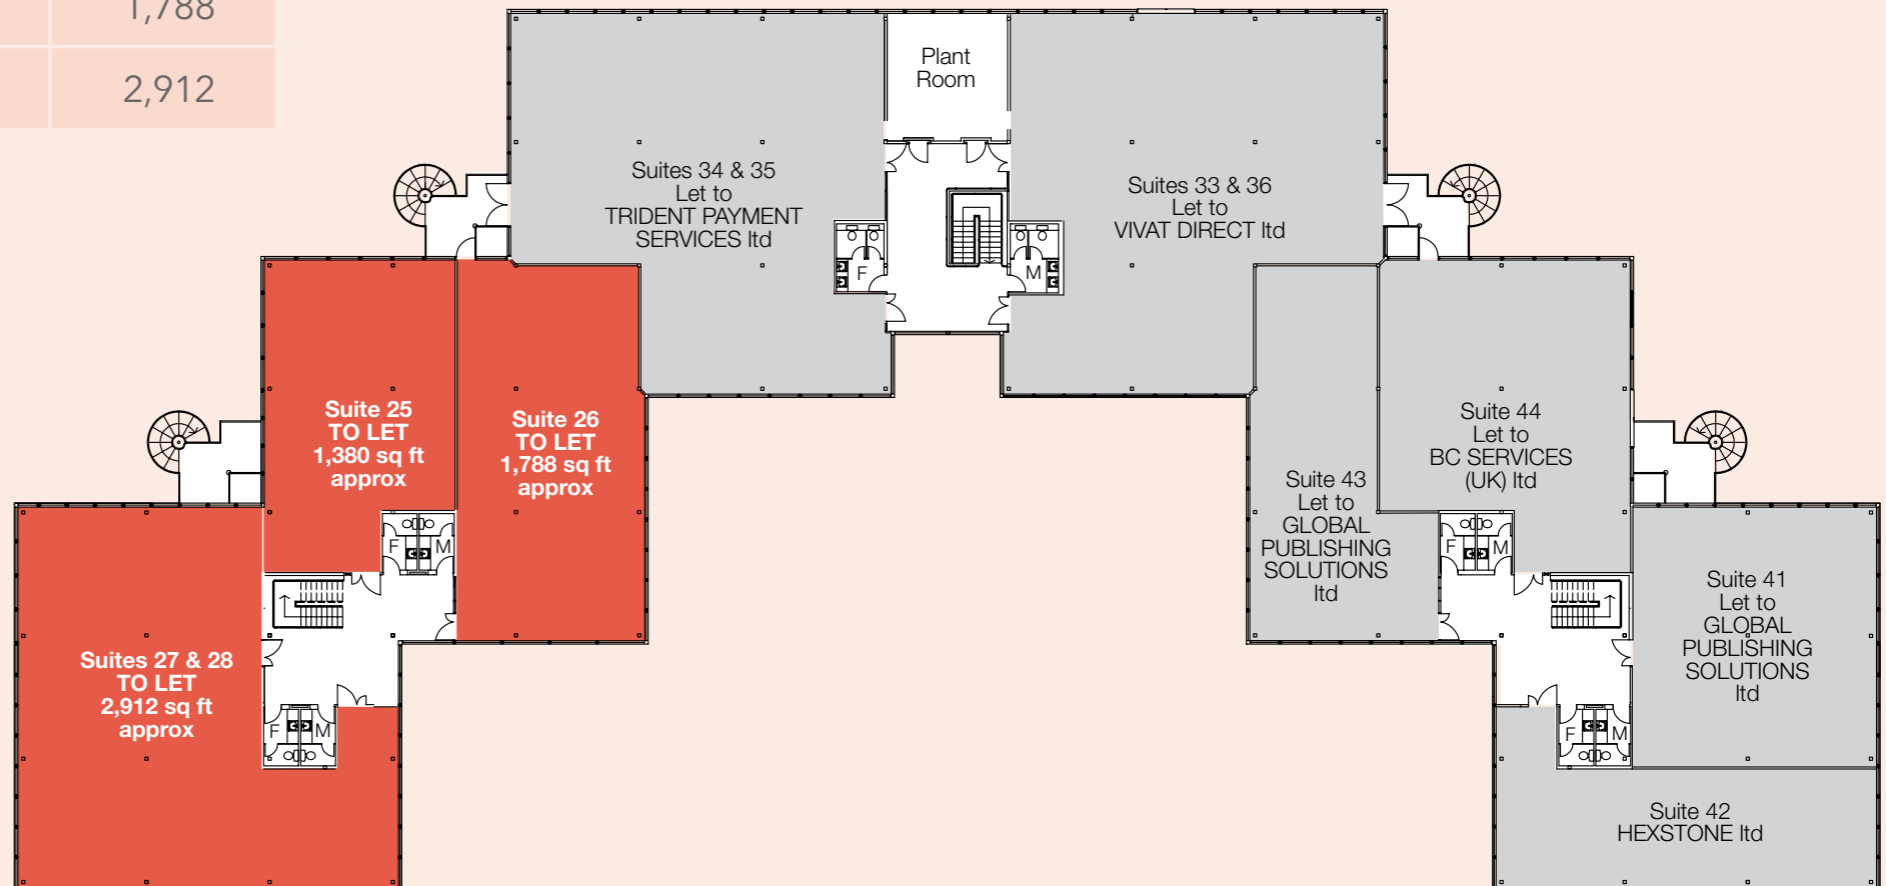 1,788
2,912
Plant
Room
Suites 34 & 35
Let to
TRIDENT PAYMENT
SERVICES ltd
Suites 33 & 36
Let to
VIVAT DIRECT ltd
F
M
Suite 25
TO LET
1,380 sq ft
approx
Suite 26
TO LET
1,788 sq ft
approx
Suite 44
Let to
BC SERVICES
(UK) ltd
Suite 43
Let to
GLOBAL
PUBLISHING
SOLUTIONS
ltd
F
M
F
M
Suite 41
Let to
GLOBAL
PUBLISHING
SOLUTIONS
ltd
Suites 27 & 28
TO LET
2,912 sq ft
approx
F
M
F
M
Suite 42
HEXSTONE ltd